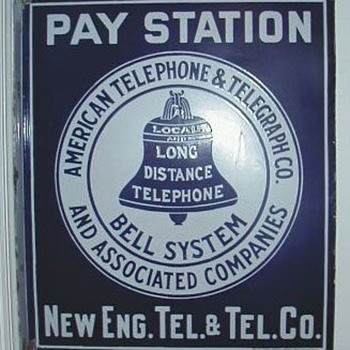 PAY STATION
AMERICAN TELEPHONE & TELEGRAPH CO.
LOCAL
AND
LONG
DISTANCE
TELEPHONE
BELL SYSTEM
AND ASSOCIATED COMPANIES
NEW ENG. TEL. & TEL. CO.